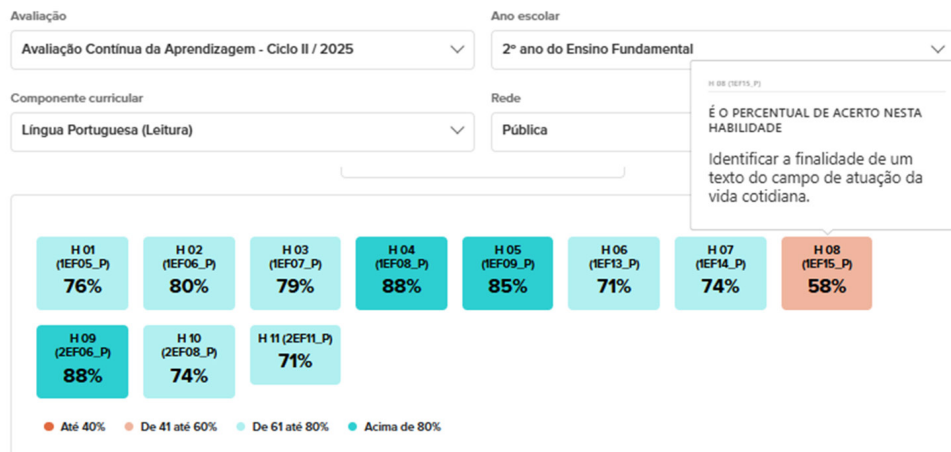 Avaliação
Avaliação Contínua da Aprendizagem - Ciclo II / 2025
Ano escolar
2º ano do Ensino Fundamental
Componente curricular
Língua Portuguesa (Leitura)
Rede
Pública
H 08 (1EF15_P)
É O PERCENTUAL DE ACERTO NESTA
HABILIDADE
Identificar a finalidade de um
texto do campo de atuação da
vida cotidiana.
H 01
(1EF05_P)
76%
H 02
(1EF06_P)
80%
H 03
(1EF07_P)
79%
H 04
(1EF08_P)
88%
H 05
(1EF09_P)
85%
H 06
(1EF13_P)
71%
H 07
(1EF14_P)
74%
H 08
(1EF15_P)
58%
H 09
(2EF06_P)
88%
H 10
(2EF08_P)
74%
H 11 (2EF11_P)
71%
Até 40%
De 41 até 60%
De 61 até 80%
Acima de 80%